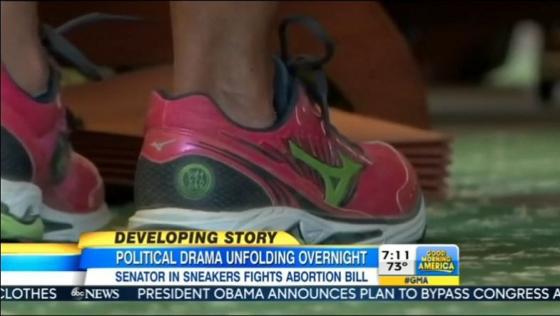 DEVELOPING STORY
POLITICAL DRAMA UNFOLDING OVERNIGHT
SENATOR IN SNEAKERS FIGHTS ABORTION BILL
7:11
73°
GOOD MORNING AMERICA
#GMA
CLOTHES abc NEWS PRESIDENT OBAMA ANNOUNCES PLAN TO BYPASS CONGRESS A